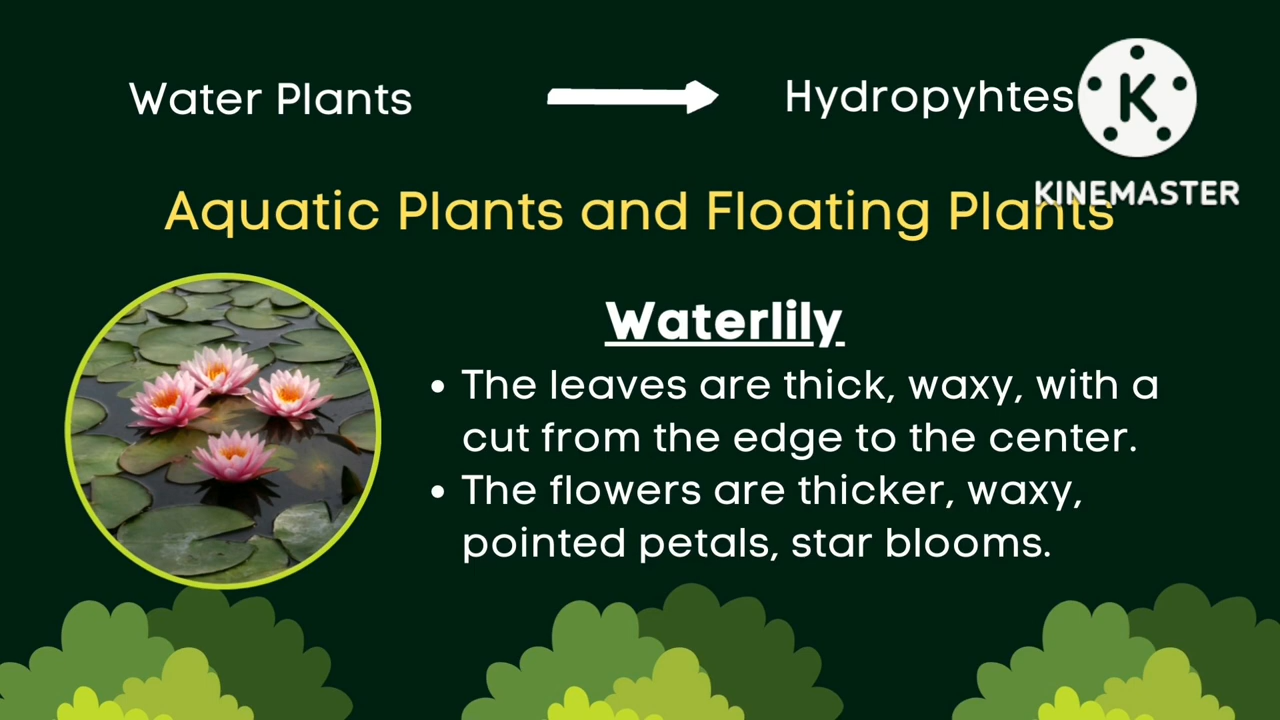 Water Plants Hydropyhtes
K
KINEMASTER
Aquatic Plants and Floating Plants
Waterlily
• The leaves are thick, waxy, with a
cut from the edge to the center.
• The flowers are thicker, waxy,
pointed petals, star blooms.